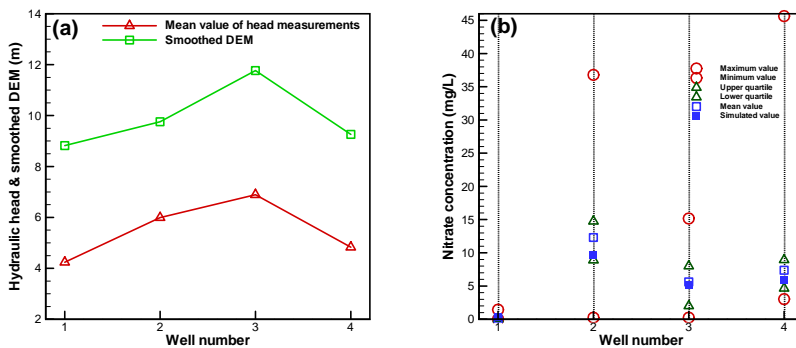 (a)
Mean value of head measurements
Smoothed DEM
Hydraulic head & smoothed DEM (m)
14
12
10
8
6
4
2
1 2 3 4
Well number
(b)
Maximum value
Minimum value
Upper quartile
Lower quartile
Mean value
Simulated value
Nitrate concentration (mg/L)
45
40
35
30
25
20
15
10
5
0
1 2 3 4
Well number